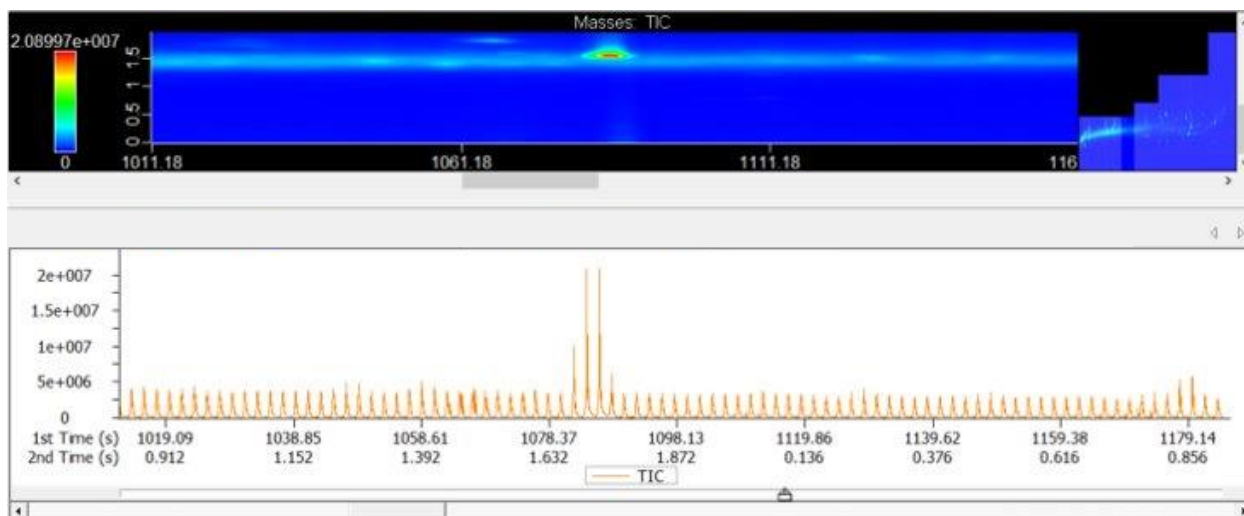 Masses: TIC
2.08997e+007
0
1.5
1
0.5
0
1011.18 1061.18 1111.18 116
2e+007
1.5e+007
1e+007
5e+006
0
1st Time (s) 1019.09 1038.85 1058.61 1078.37 1098.13 1119.86 1139.62 1159.38 1179.14
2nd Time (s) 0.912 1.152 1.392 1.632 1.872 0.136 0.376 0.616 0.856
TIC